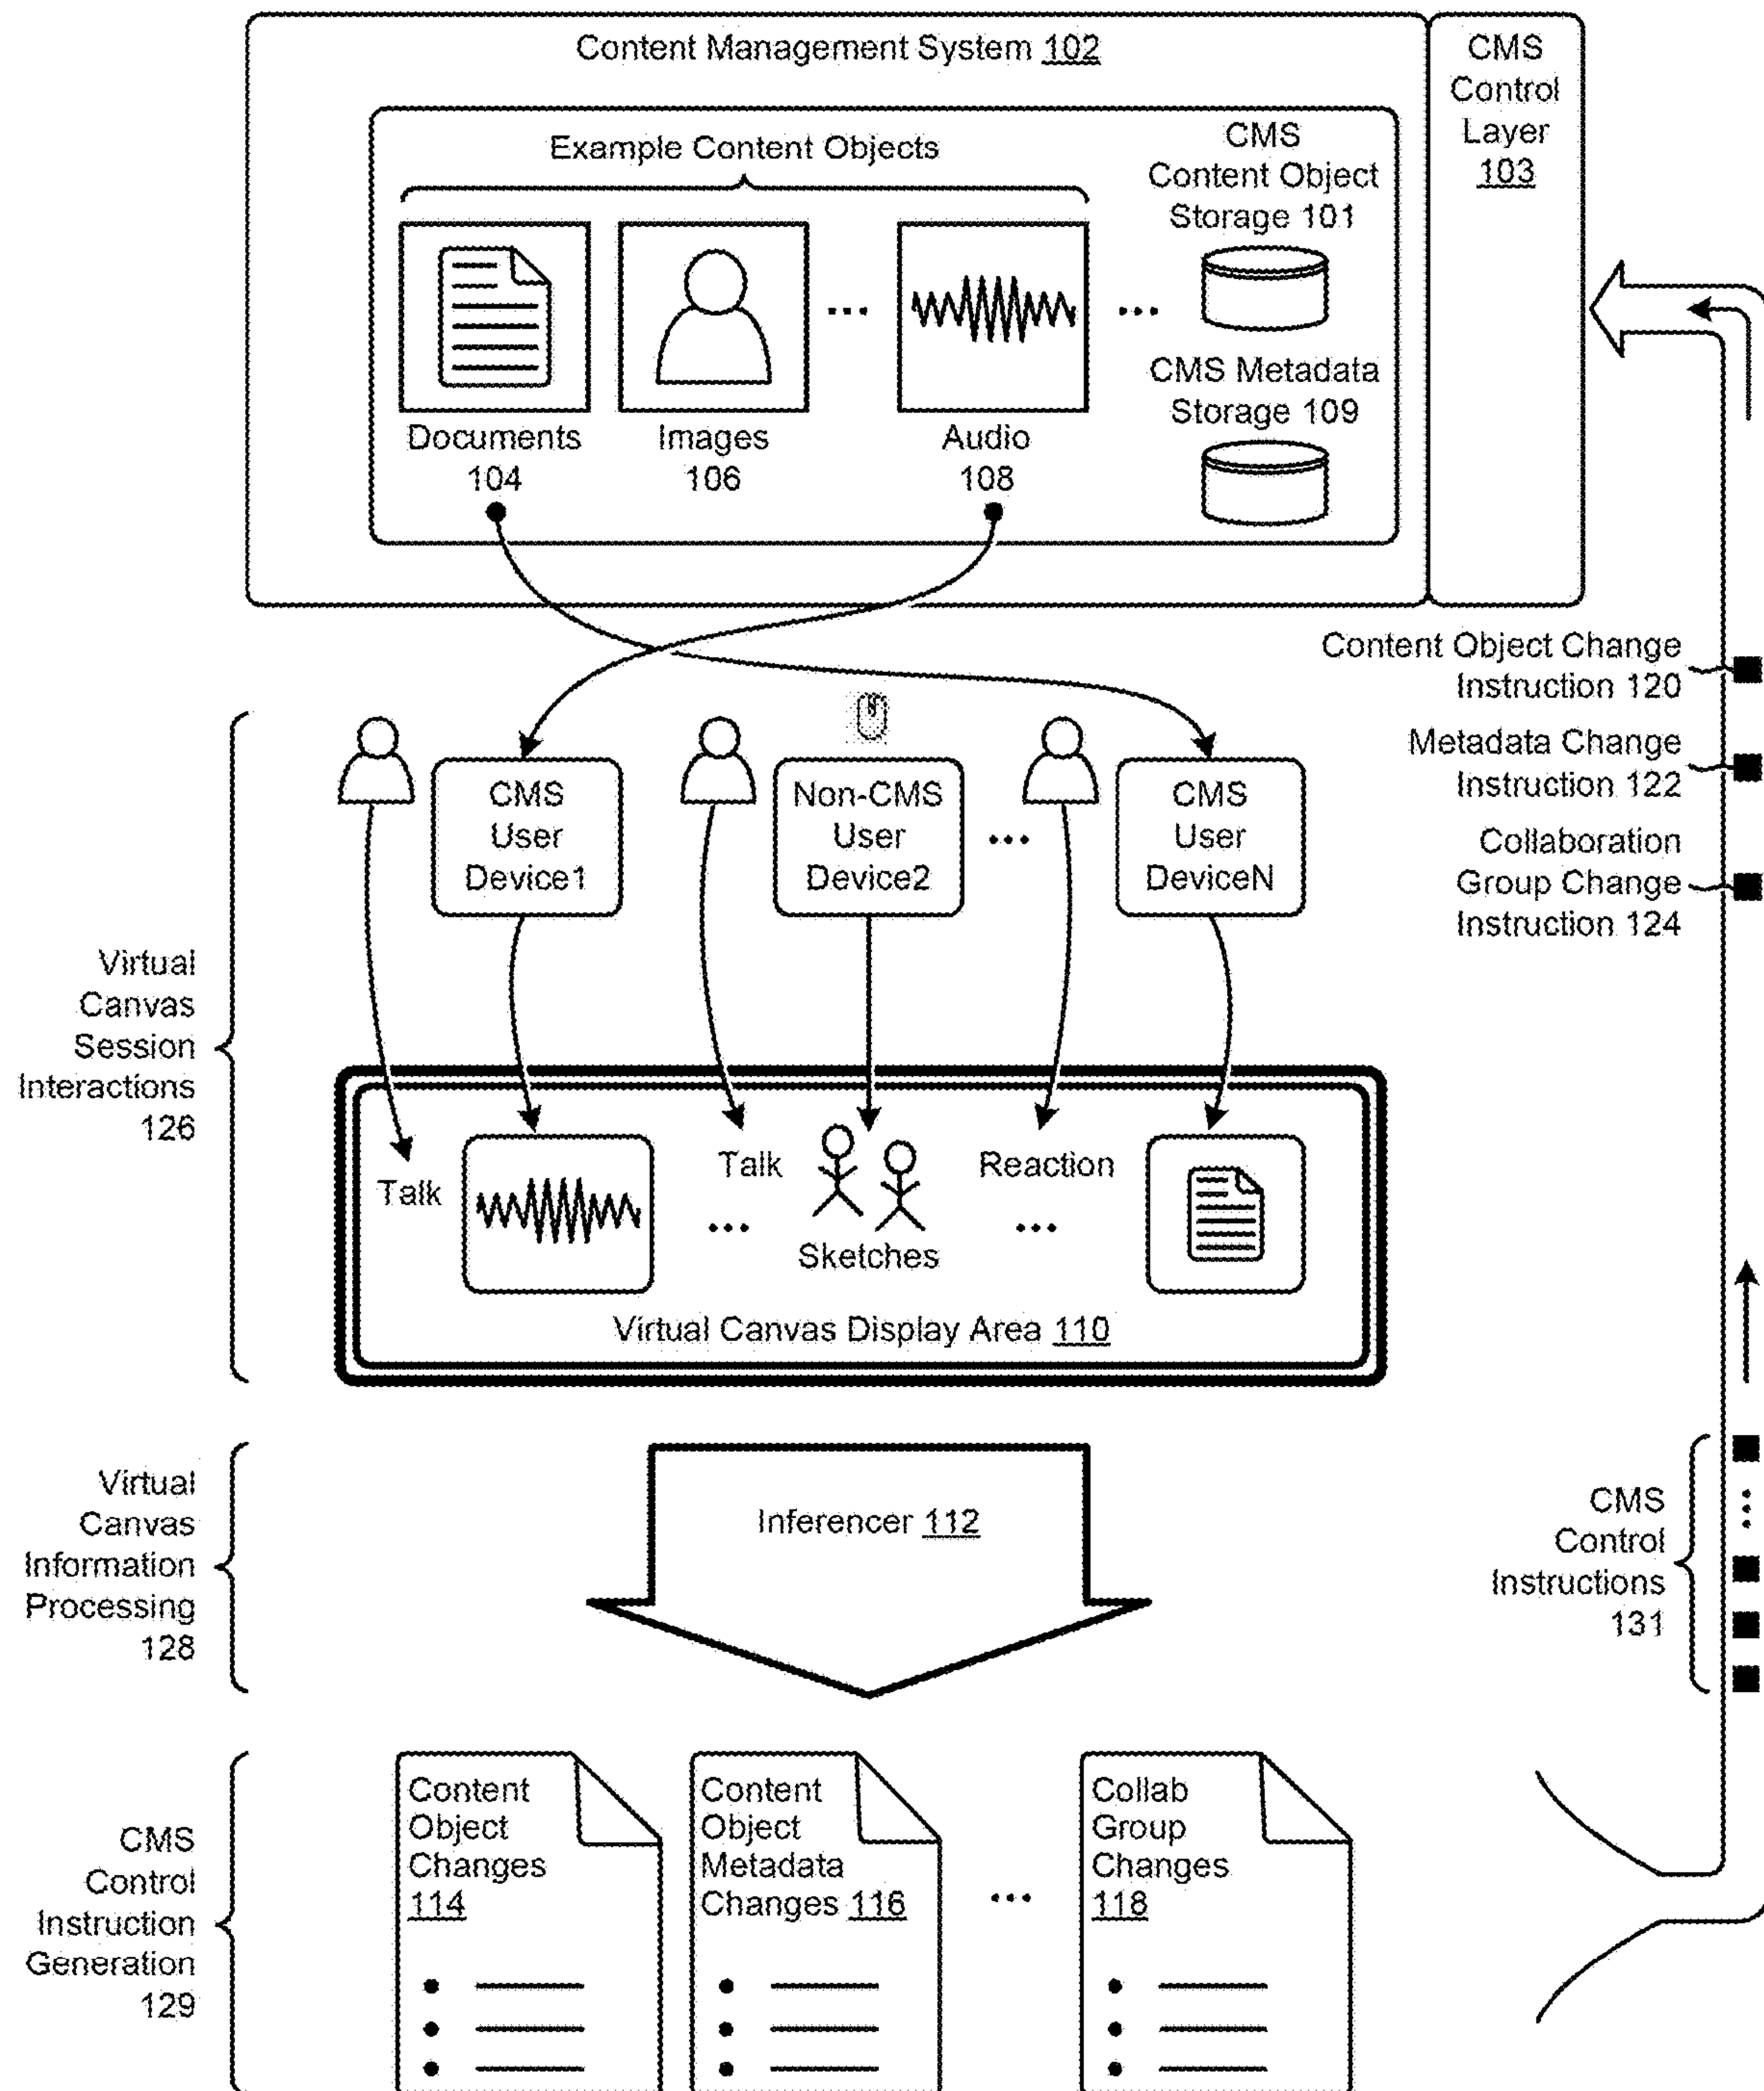 Content Management System 102
CMS
Control
Layer
103
Example Content Objects
CMS
Content Object
Storage 101
CMS Metadata
Storage 109
Documents
104
Images
106
Audio
108
...
...
Content Object Change
Instruction 120
Metadata Change
Instruction 122
Collaboration
Group Change
Instruction 124
CMS
User
Device1
Non-CMS
User
Device2
...
CMS
User
DeviceN
Virtual
Canvas
Session
Interactions
126
Talk
Talk
...
Sketches
Reaction
...
Virtual Canvas Display Area 110
Virtual
Canvas
Information
Processing
128
Inferencer 112
CMS
Control
Instructions
131
CMS
Control
Instruction
Generation
129
Content
Object
Changes
114
Content
Object
Metadata
Changes 116
...
Collab
Group
Changes
118